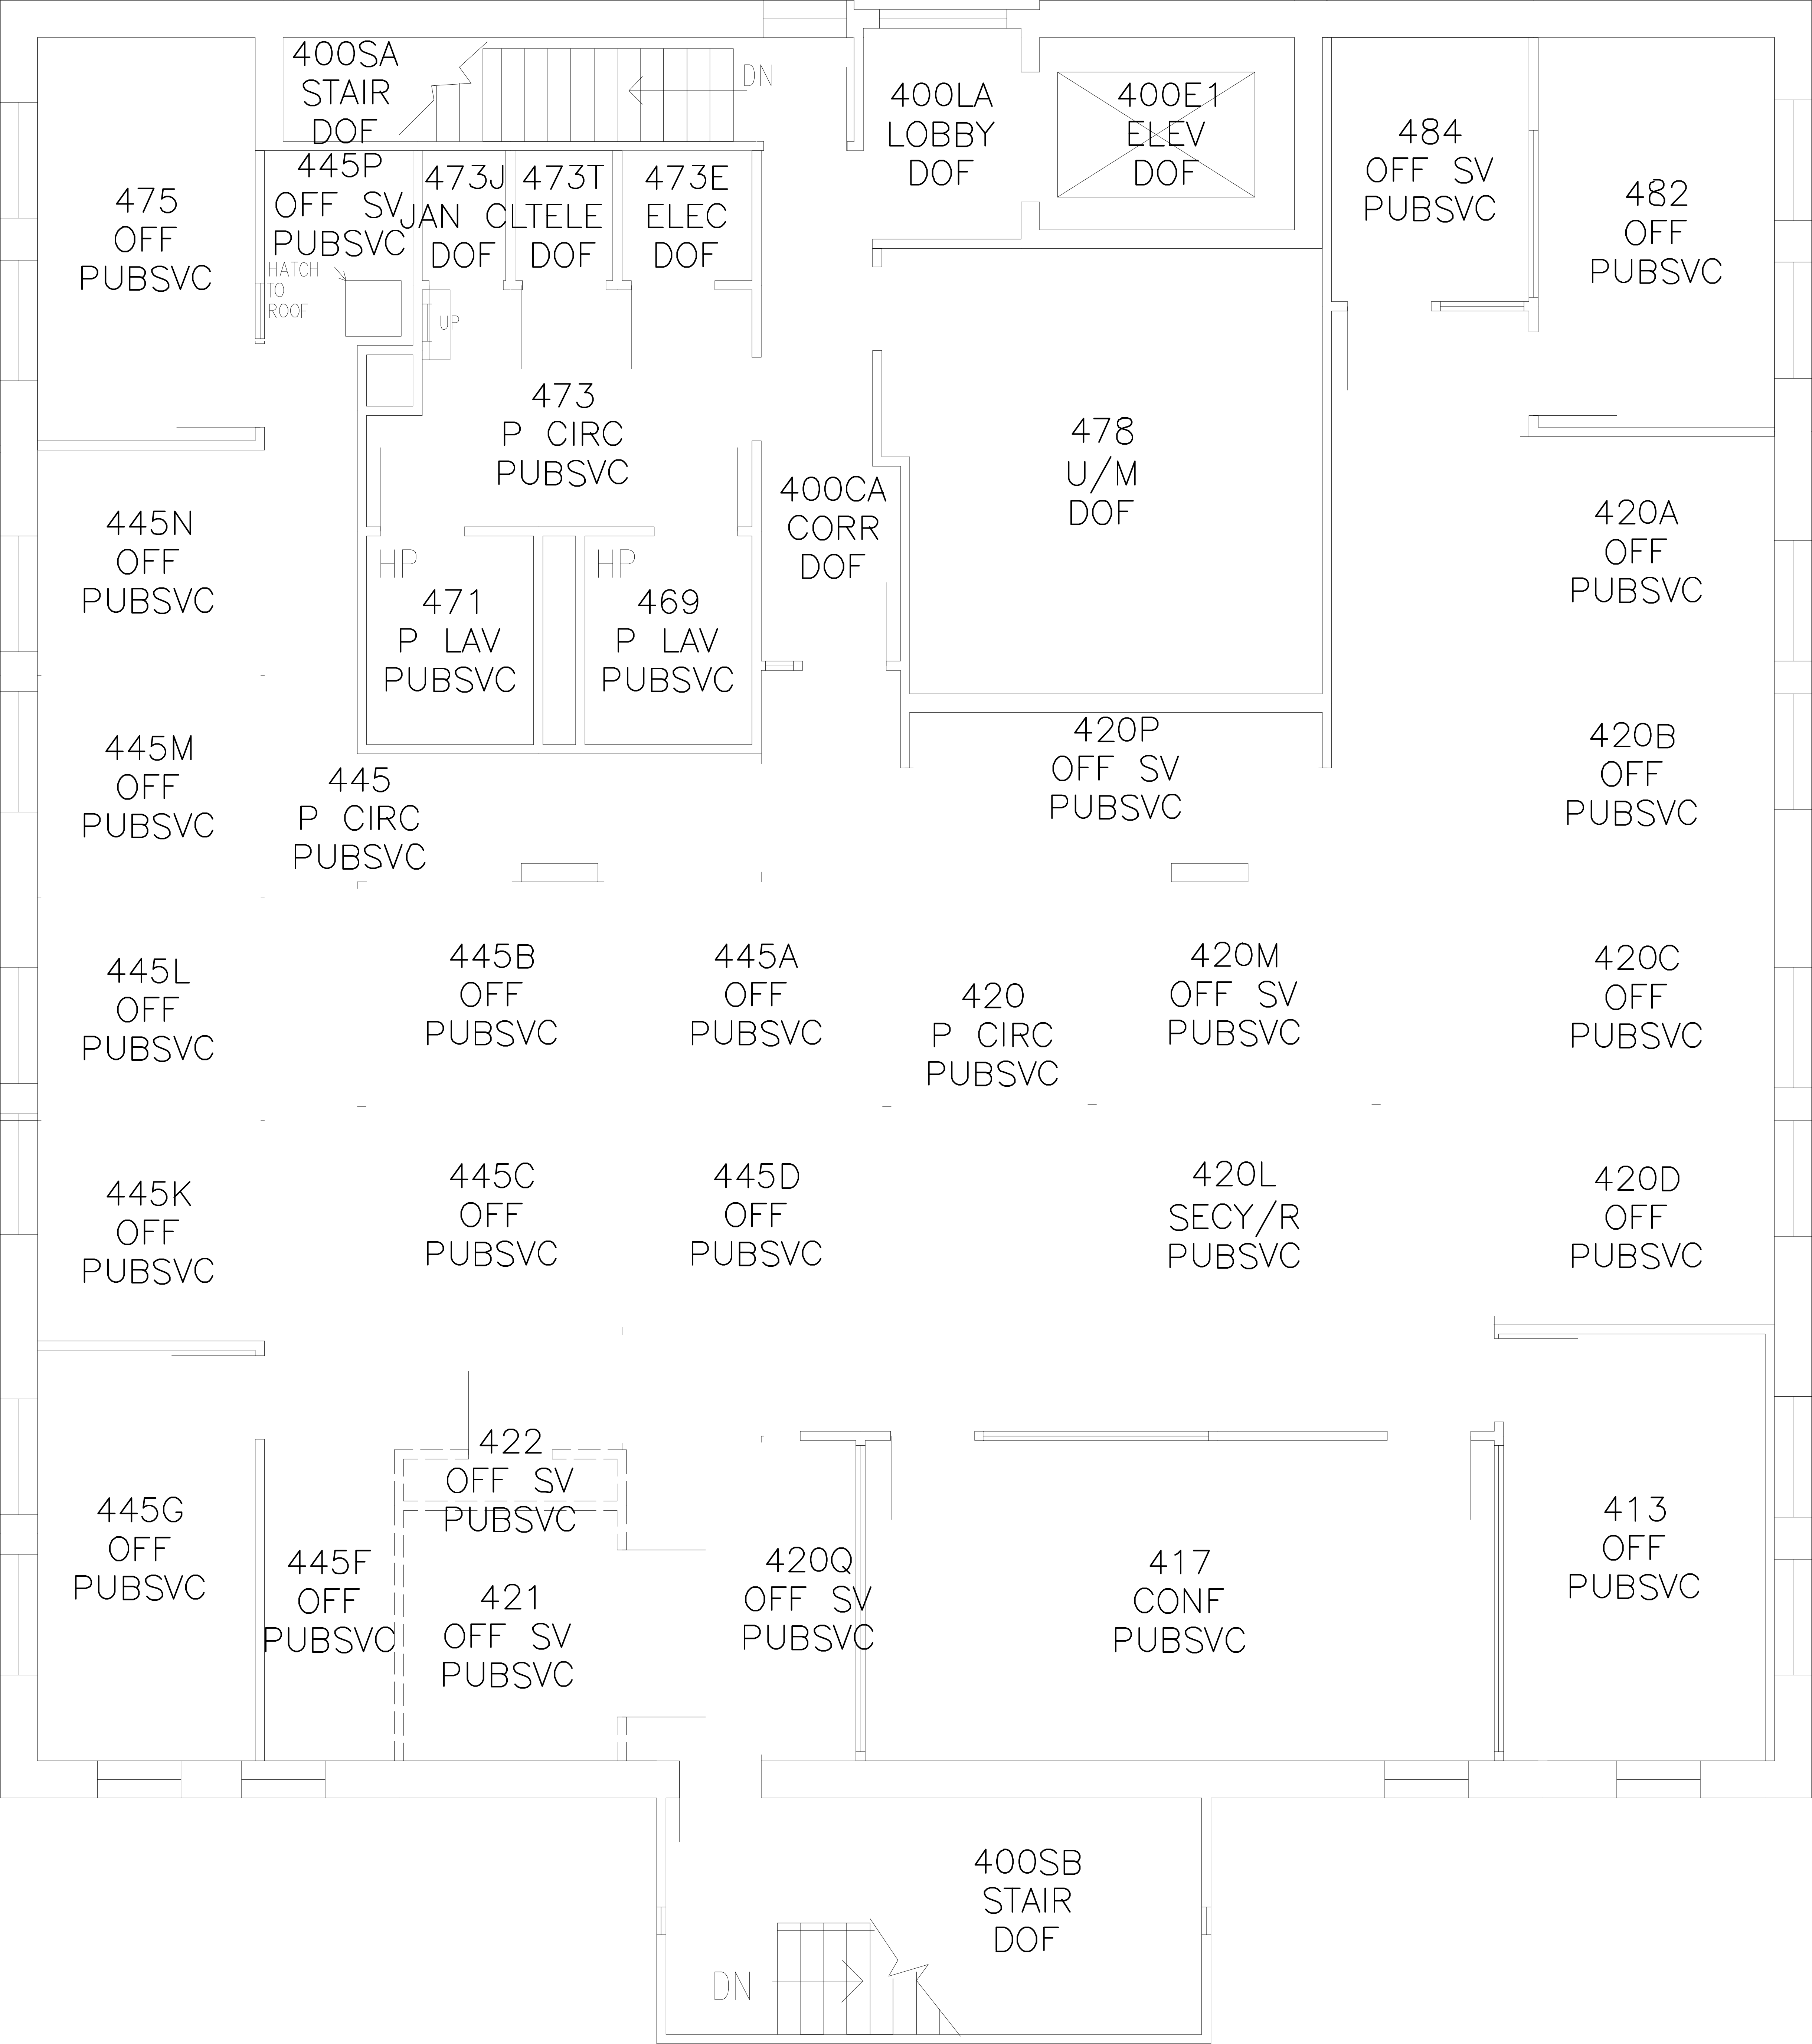 400SA
STAIR
DOF
DN
400LA
LOBBY
DOF
400E1
ELEV
DOF
484
OFF SV
PUBSVC
482
OFF
PUBSVC
475
OFF
PUBSVC
445P
OFF SV
PUBSVC
HATCH
TO
ROOF
473J
JAN CL
DOF
473T
TELE
DOF
473E
ELEC
DOF
UP
473
P CIRC
PUBSVC
400CA
CORR
DOF
478
U/M
DOF
445N
OFF
PUBSVC
HP
471
P LAV
PUBSVC
HP
469
P LAV
PUBSVC
420A
OFF
PUBSVC
445M
OFF
PUBSVC
445
P CIRC
PUBSVC
420P
OFF SV
PUBSVC
420B
OFF
PUBSVC
445L
OFF
PUBSVC
445B
OFF
PUBSVC
445A
OFF
PUBSVC
420
P CIRC
PUBSVC
420M
OFF SV
PUBSVC
420C
OFF
PUBSVC
445K
OFF
PUBSVC
445C
OFF
PUBSVC
445D
OFF
PUBSVC
420L
SECY/R
PUBSVC
420D
OFF
PUBSVC
445G
OFF
PUBSVC
445F
OFF
PUBSVC
422
OFF SV
PUBSVC
421
OFF SV
PUBSVC
420Q
OFF SV
PUBSVC
417
CONF
PUBSVC
413
OFF
PUBSVC
400SB
STAIR
DOF
DN